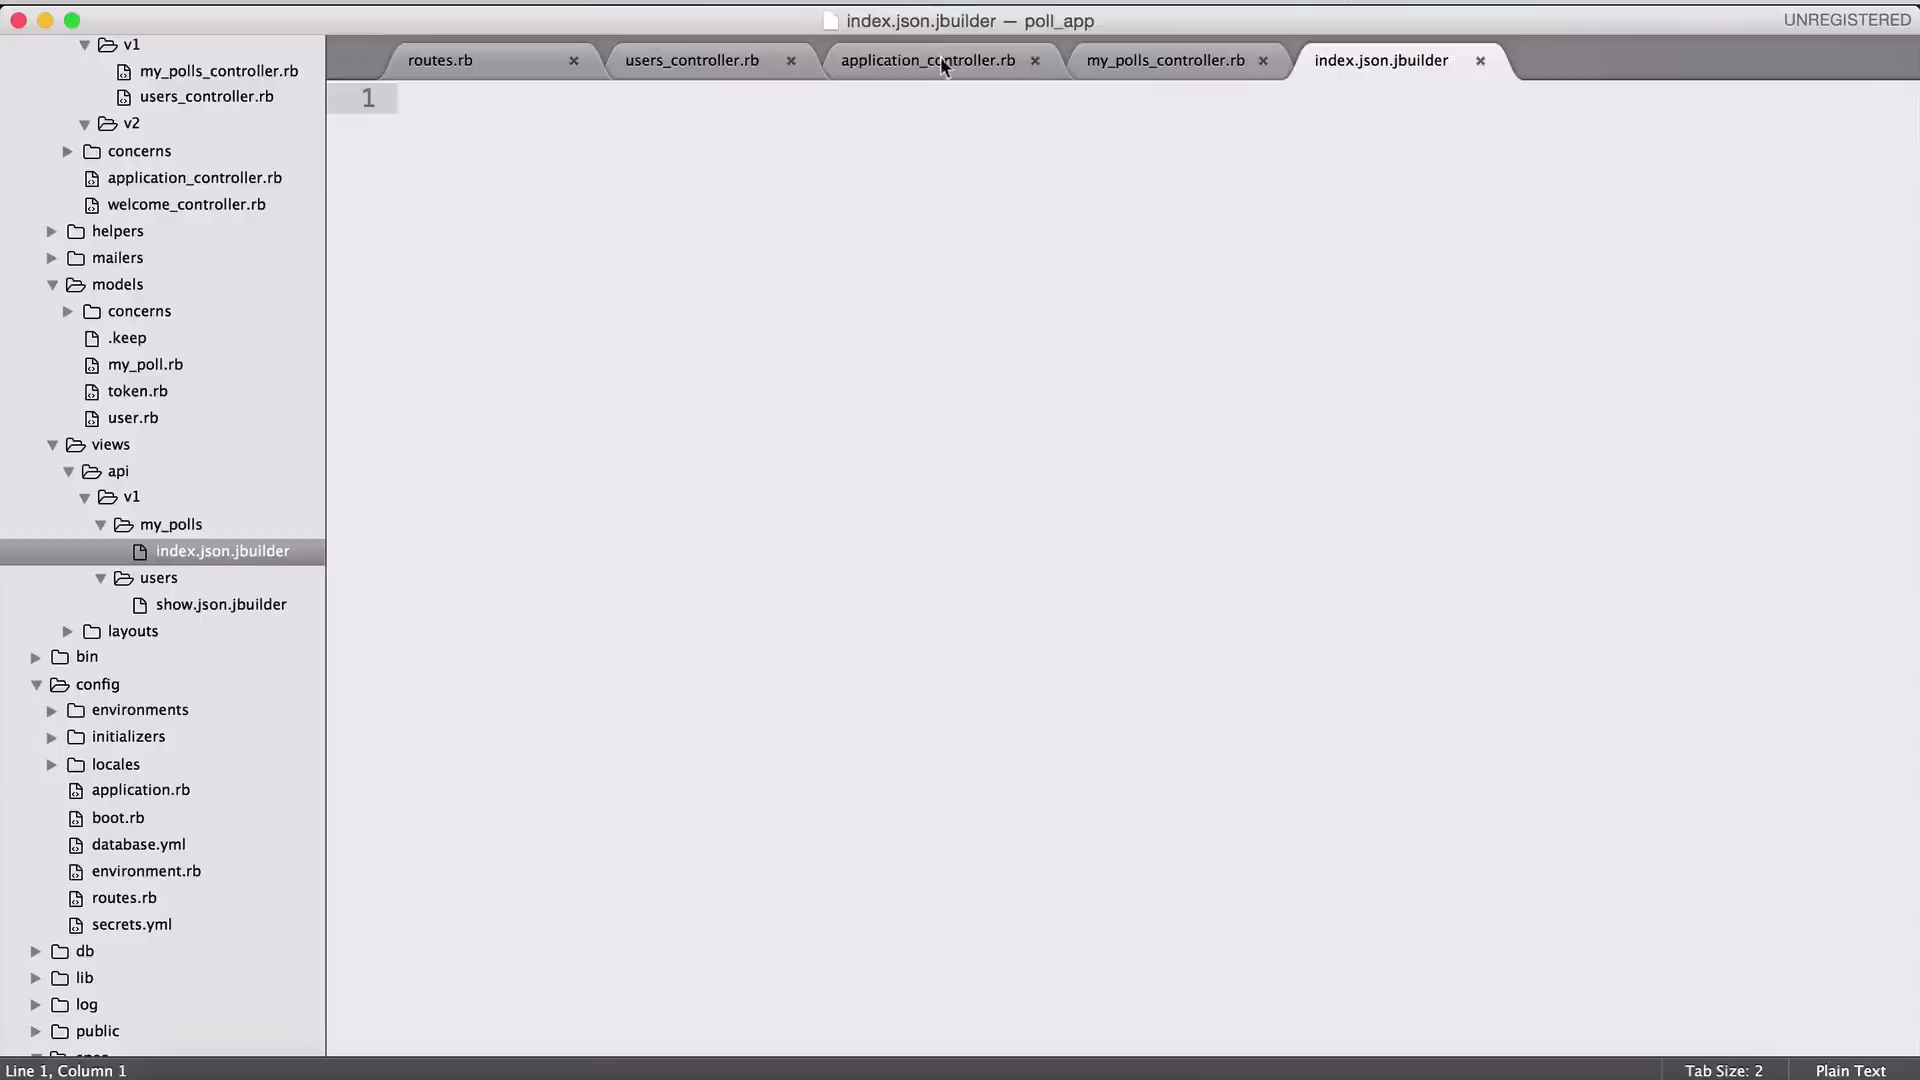 index.json.jbuilder — poll_app
UNREGISTERED
routes.rb
users_controller.rb
application_controller.rb
my_polls_controller.rb
index.json.jbuilder
1
v1
my_polls_controller.rb
users_controller.rb
v2
concerns
application_controller.rb
welcome_controller.rb
helpers
mailers
models
concerns
.keep
my_poll.rb
token.rb
user.rb
views
api
v1
my_polls
index.json.jbuilder
users
show.json.jbuilder
layouts
bin
config
environments
initializers
locales
application.rb
boot.rb
database.yml
environment.rb
routes.rb
secrets.yml
db
lib
log
public
Line 1, Column 1
Tab Size: 2
Plain Text